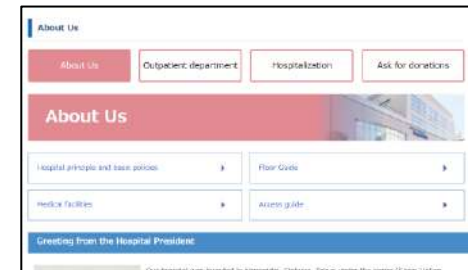 About Us
About Us
Outpatient department
Hospitalization
Ask for donations
About Us
Hospital principle and basic policies
Floor Guide
Medical Facilities
Access guide
Greeting from the Hospital President